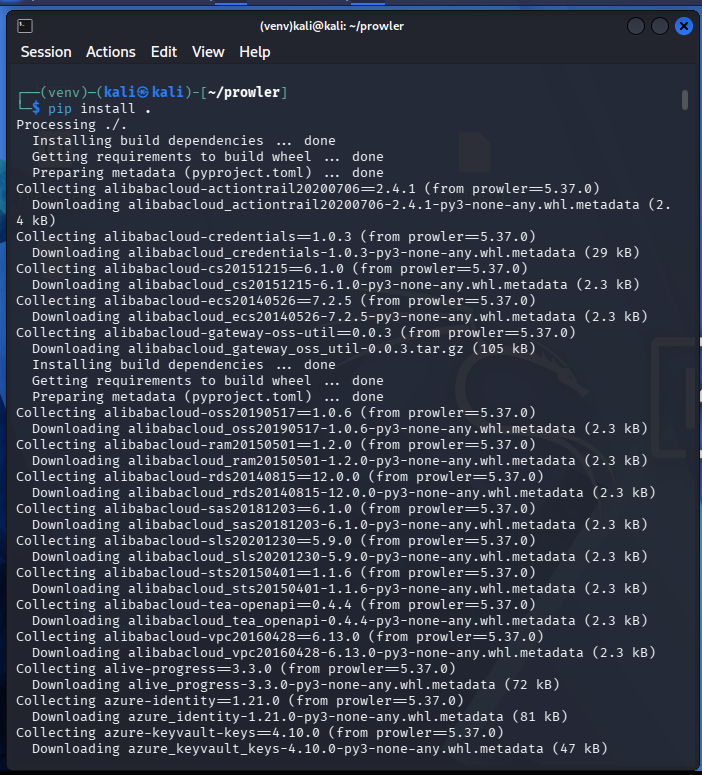 (venv)kali@kali: ~/prowler
Session Actions Edit View Help
┌──(venv)─(kali㉿kali)-[~/prowler]
└─$ pip install .
Processing ./.
  Installing build dependencies ... done
  Getting requirements to build wheel ... done
  Preparing metadata (pyproject.toml) ... done
Collecting alibabacloud-actiontrail20200706==2.4.1 (from prowler==5.37.0)
  Downloading alibabacloud_actiontrail20200706-2.4.1-py3-none-any.whl.metadata (2.
4 kB)
Collecting alibabacloud-credentials==1.0.3 (from prowler==5.37.0)
  Downloading alibabacloud_credentials-1.0.3-py3-none-any.whl.metadata (29 kB)
Collecting alibabacloud-cs20151215==6.1.0 (from prowler==5.37.0)
  Downloading alibabacloud_cs20151215-6.1.0-py3-none-any.whl.metadata (2.3 kB)
Collecting alibabacloud-ecs20140526==7.2.5 (from prowler==5.37.0)
  Downloading alibabacloud_ecs20140526-7.2.5-py3-none-any.whl.metadata (2.3 kB)
Collecting alibabacloud-gateway-oss-util==0.0.3 (from prowler==5.37.0)
  Downloading alibabacloud_gateway_oss_util-0.0.3.tar.gz (105 kB)
  Installing build dependencies ... done
  Getting requirements to build wheel ... done
  Preparing metadata (pyproject.toml) ... done
Collecting alibabacloud-oss20190517==1.0.6 (from prowler==5.37.0)
  Downloading alibabacloud_oss20190517-1.0.6-py3-none-any.whl.metadata (2.3 kB)
Collecting alibabacloud-ram20150501==1.2.0 (from prowler==5.37.0)
  Downloading alibabacloud_ram20150501-1.2.0-py3-none-any.whl.metadata (2.3 kB)
Collecting alibabacloud-rds20140815==12.0.0 (from prowler==5.37.0)
  Downloading alibabacloud_rds20140815-12.0.0-py3-none-any.whl.metadata (2.3 kB)
Collecting alibabacloud-sas20181203==6.1.0 (from prowler==5.37.0)
  Downloading alibabacloud_sas20181203-6.1.0-py3-none-any.whl.metadata (2.3 kB)
Collecting alibabacloud-sls20201230==5.9.0 (from prowler==5.37.0)
  Downloading alibabacloud_sls20201230-5.9.0-py3-none-any.whl.metadata (2.3 kB)
Collecting alibabacloud-sts20150401==1.1.6 (from prowler==5.37.0)
  Downloading alibabacloud_sts20150401-1.1.6-py3-none-any.whl.metadata (2.3 kB)
Collecting alibabacloud-tea-openapi==0.4.4 (from prowler==5.37.0)
  Downloading alibabacloud_tea_openapi-0.4.4-py3-none-any.whl.metadata (2.3 kB)
Collecting alibabacloud-vpc20160428==6.13.0 (from prowler==5.37.0)
  Downloading alibabacloud_vpc20160428-6.13.0-py3-none-any.whl.metadata (2.3 kB)
Collecting alive-progress==3.3.0 (from prowler==5.37.0)
  Downloading alive_progress-3.3.0-py3-none-any.whl.metadata (72 kB)
Collecting azure-identity==1.21.0 (from prowler==5.37.0)
  Downloading azure_identity-1.21.0-py3-none-any.whl.metadata (81 kB)
Collecting azure-keyvault-keys==4.10.0 (from prowler==5.37.0)
  Downloading azure_keyvault_keys-4.10.0-py3-none-any.whl.metadata (47 kB)